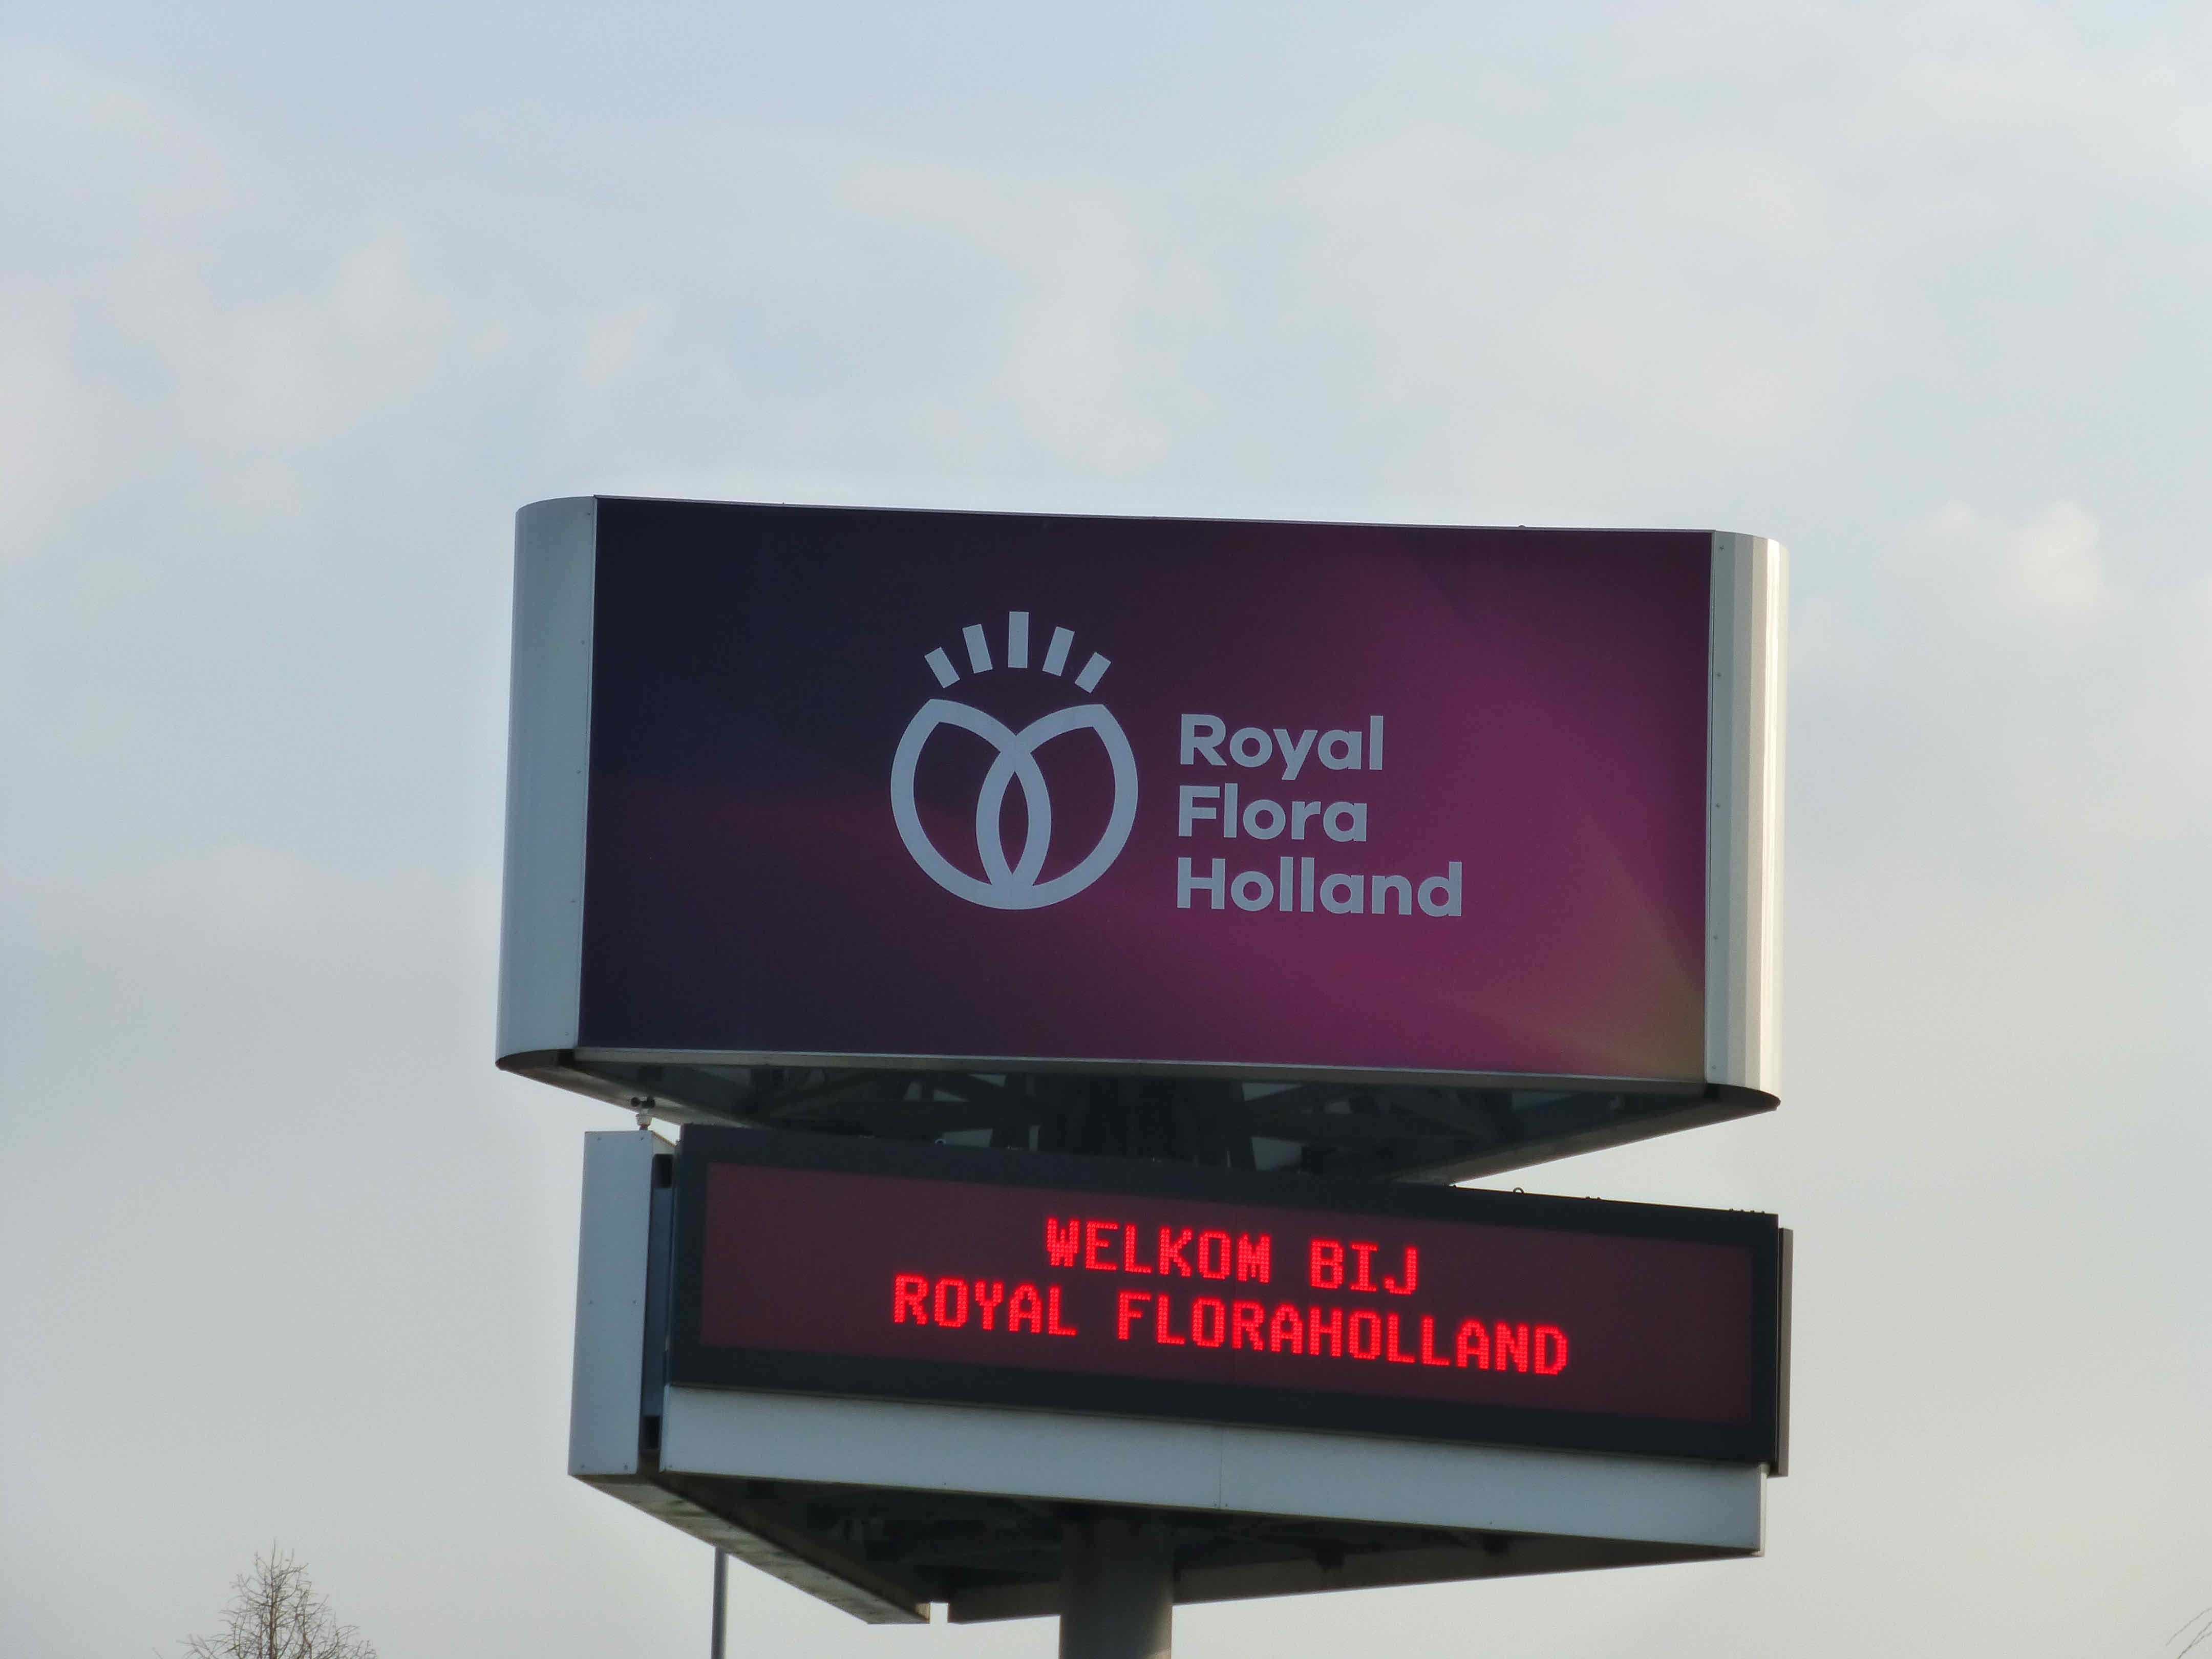 Royal
Flora
Holland
WELKOM BIJ
ROYAL FLORAHOLLAND